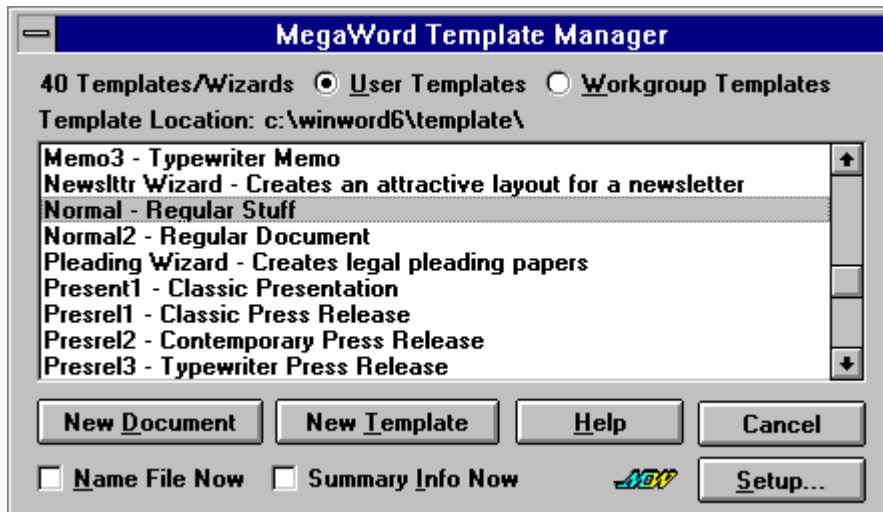 MegaWord Template Manager
40 Templates/Wizards User Templates Workgroup Templates
Template Location: c:\winword6\template\
Memo3 - Typewriter Memo
Newslttr Wizard - Creates an attractive layout for a newsletter
Normal - Regular Stuff
Normal2 - Regular Document
Pleading Wizard - Creates legal pleading papers
Present1 - Classic Presentation
Presrel1 - Classic Press Release
Presrel2 - Contemporary Press Release
Presrel3 - Typewriter Press Release
New Document New Template Help Cancel
Name File Now Summary Info Now Setup...